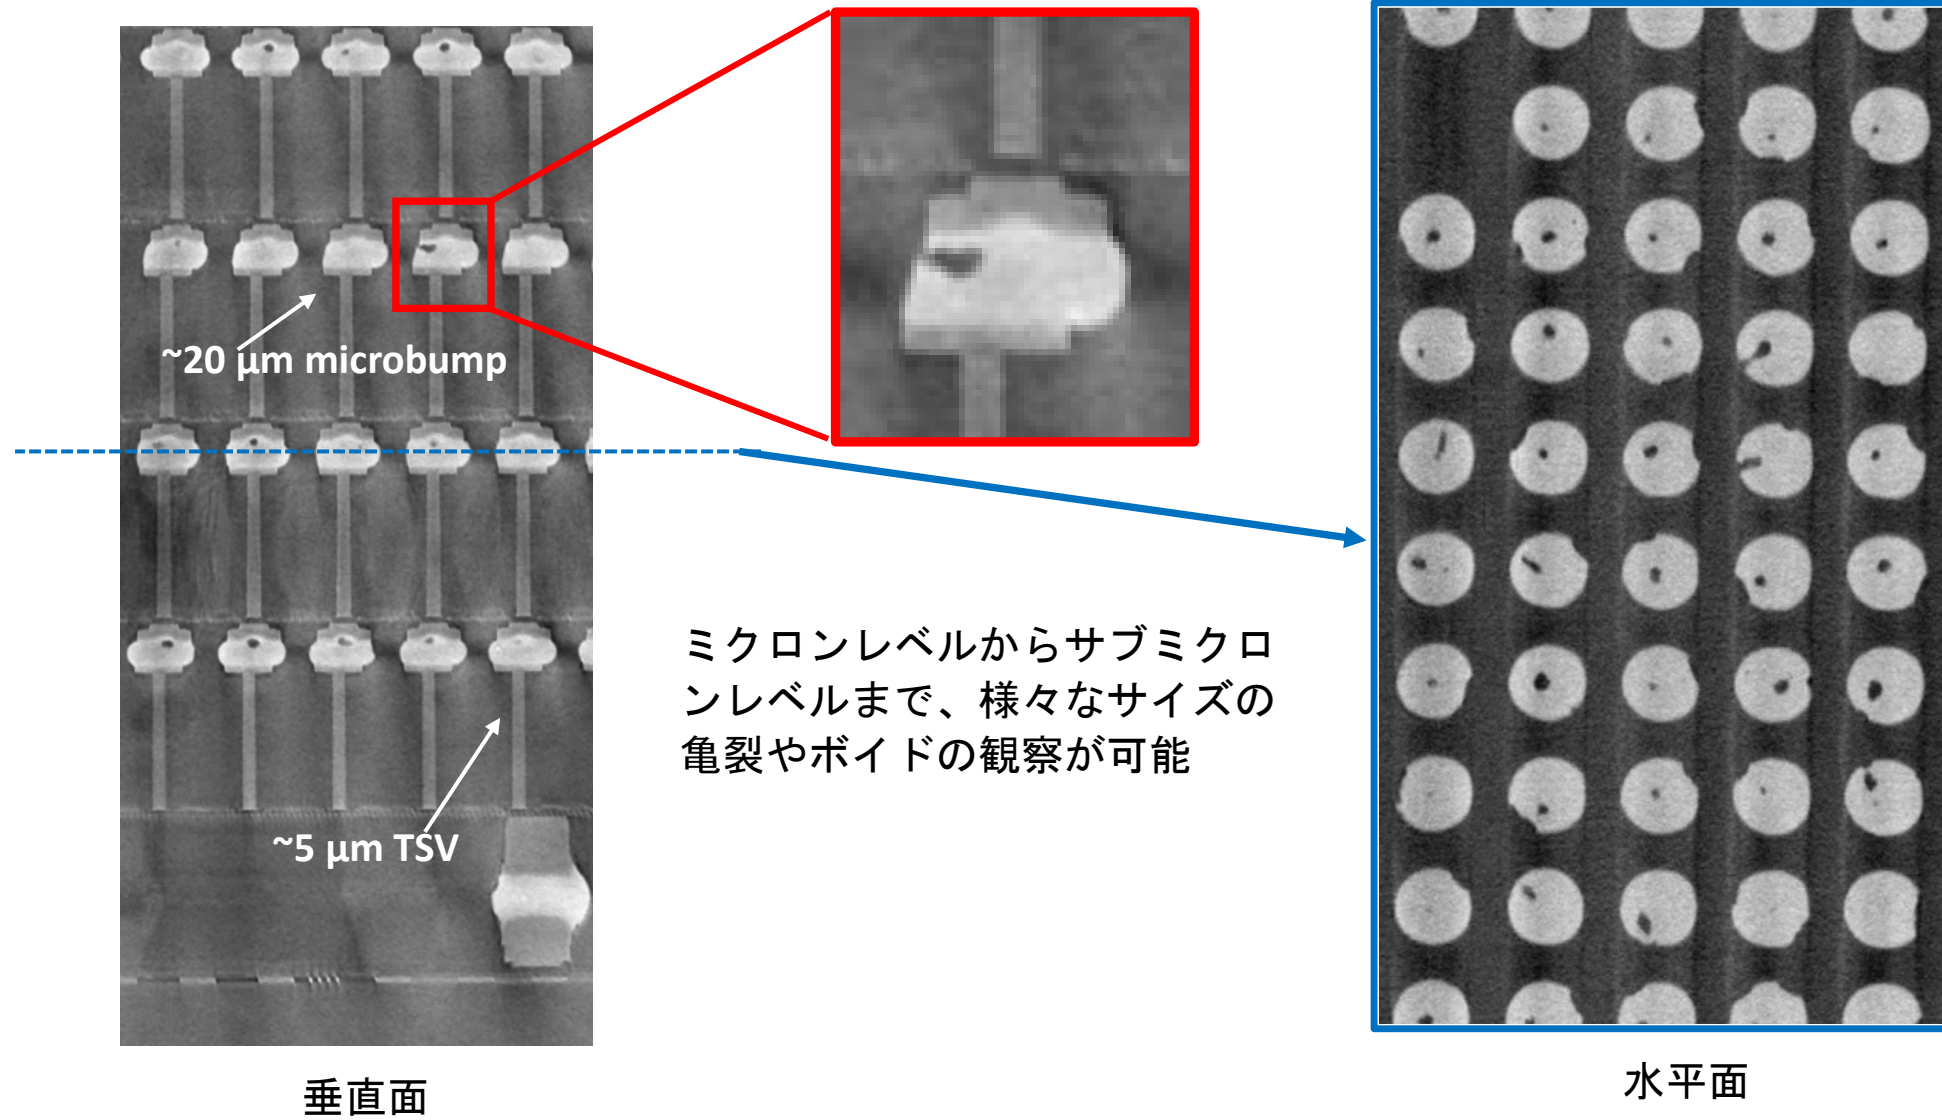 ~20 μm microbump
~5 μm TSV
ミクロンレベルからサブミクロ
ンレベルまで、様々なサイズの
亀裂やボイドの観察が可能
垂直面
水平面